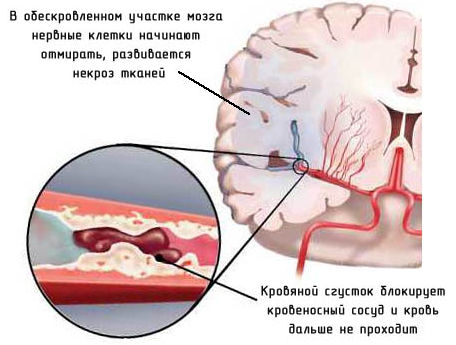 В обескровленном участке мозга
нервные клетки начинают
отмирать, развивается
некроз тканей
Кровяной сгусток блокирует
кровеносный сосуд и кровь
дальше не проходит